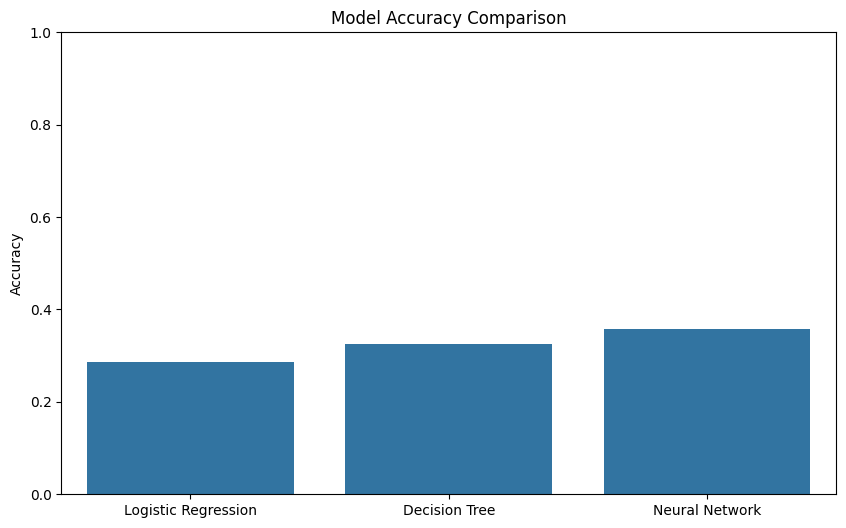 Model Accuracy Comparison
1.0
0.8
0.6
0.4
0.2
0.0
Accuracy
Logistic Regression
Decision Tree
Neural Network